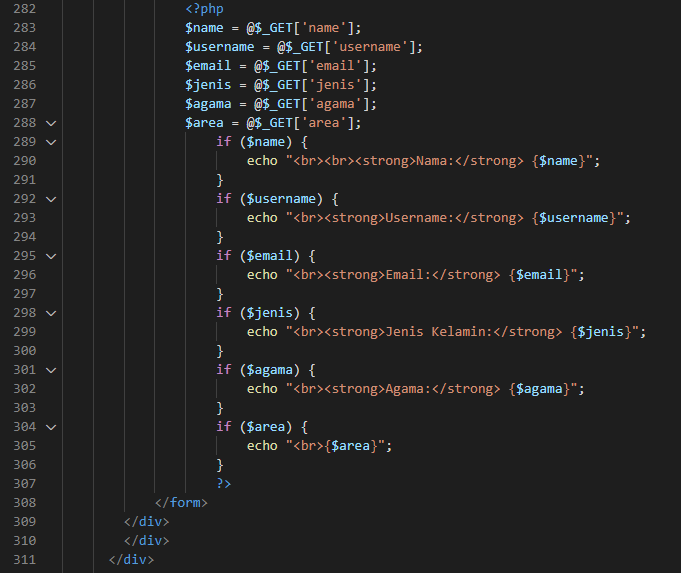 282 <?php
283 $name = @$_GET['name'];
284 $username = @$_GET['username'];
285 $email = @$_GET['email'];
286 $jenis = @$_GET['jenis'];
287 $agama = @$_GET['agama'];
288 $area = @$_GET['area'];
289 if ($name) {
290 echo "<br><br><strong>Nama:</strong> {$name}";
291 }
292 if ($username) {
293 echo "<br><strong>Username:</strong> {$username}";
294 }
295 if ($email) {
296 echo "<br><strong>Email:</strong> {$email}";
297 }
298 if ($jenis) {
299 echo "<br><strong>Jenis Kelamin:</strong> {$jenis}";
300 }
301 if ($agama) {
302 echo "<br><strong>Agama:</strong> {$agama}";
303 }
304 if ($area) {
305 echo "<br>{$area}";
306 }
307 ?>
308 </form>
309 </div>
310 </div>
311 </div>